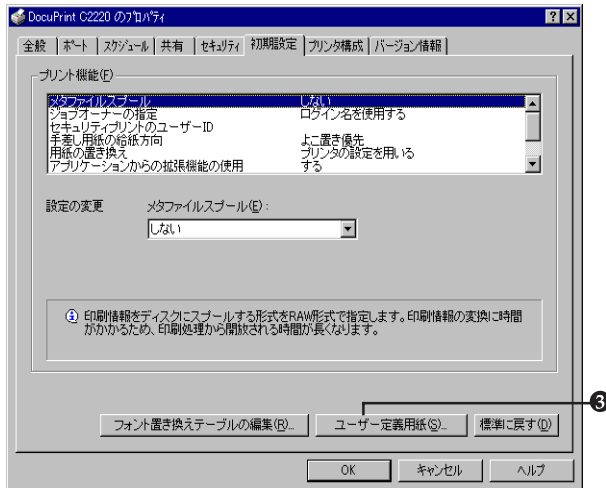 DocuPrint C2220 のプロパティ
全般 ポート スケジュール 共有 セキュリティ 初期設定 プリンタ構成 バージョン情報
プリント機能(F)
メタファイルスプール しない
ジョブオーナーの指定 ログイン名を使用する
セキュリティプリントのユーザーID
手差し用紙の給紙方向 よこ置き優先
用紙の置き換え プリンタの設定を用いる
アプリケーションからの拡張機能の使用 する
設定の変更 メタファイルスプール(E):
しない
印刷情報をディスクにスプールする形式をRAW形式で指定します。印刷情報の変換に時間
がかかるため、印刷処理から開放される時間が長くなります。
❸
フォント置き換えテーブルの編集(R)... ユーザー定義用紙(S)... 標準に戻す(D)
OK キャンセル ヘルプ